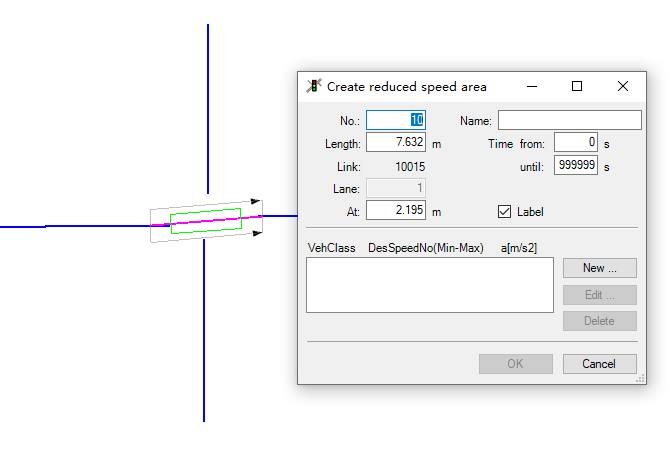 Create reduced speed area
No.: 10 Name:
Length: 7.632 m Time from: 0 s
Link: 10015 until: 999999 s
Lane: 1
At: 2.195 m Label
VehClass DesSpeedNo(Min-Max) a[m/s2]
New ...
Edit ...
Delete
OK Cancel